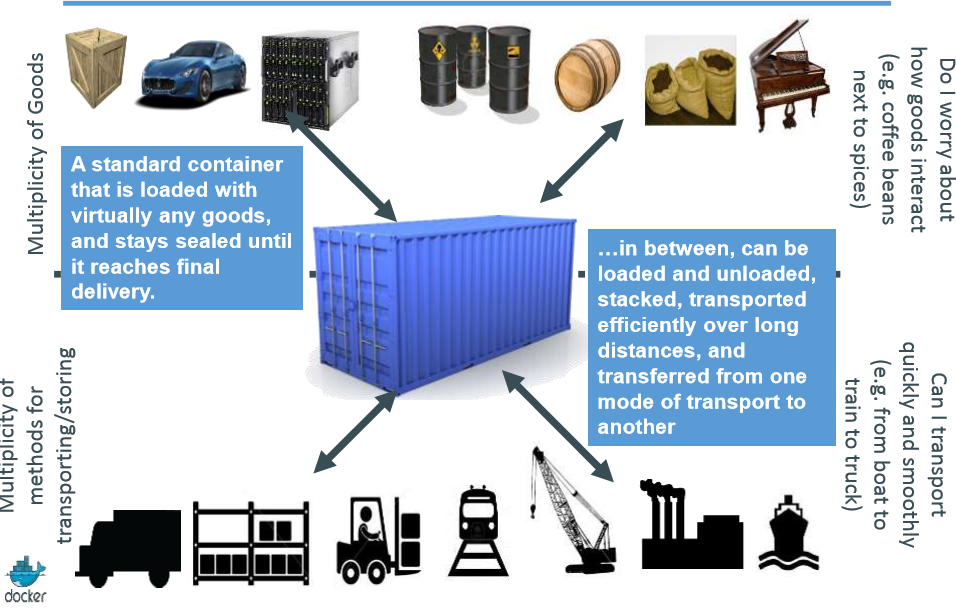 Multiplicity of Goods
Do I worry about
how goods interact
(e.g. coffee beans
next to spices)
A standard container
that is loaded with
virtually any goods,
and stays sealed until
it reaches final
delivery.
…in between, can be
loaded and unloaded,
stacked, transported
efficiently over long
distances, and
transferred from one
mode of transport to
another
Multiplicity of
methods for
transporting/storing
Can I transport
quickly and smoothly
(e.g. from boat to
train to truck)
docker